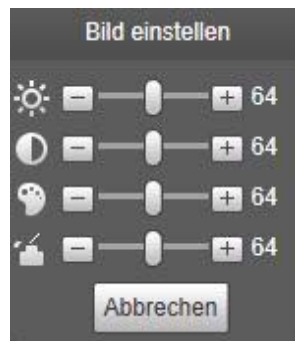 Bild einstellen
− + 64
− + 64
− + 64
− + 64
Abbrechen